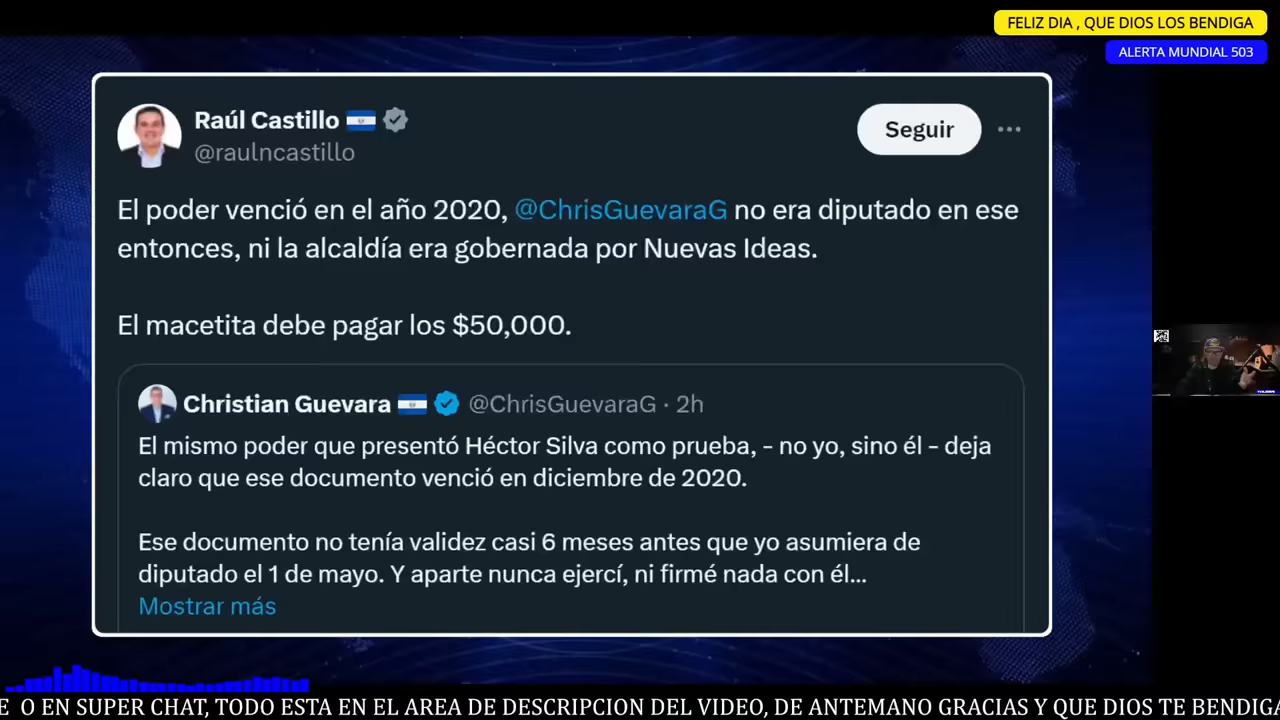 FELIZ DIA , QUE DIOS LOS BENDIGA
ALERTA MUNDIAL 503
Raúl Castillo
@raulncastillo
Seguir
El poder venció en el año 2020, @ChrisGuevaraG no era diputado en ese
entonces, ni la alcaldía era gobernada por Nuevas Ideas.
El macetita debe pagar los $50,000.
Christian Guevara @ChrisGuevaraG · 2h
El mismo poder que presentó Héctor Silva como prueba, – no yo, sino él – deja
claro que ese documento venció en diciembre de 2020.
Ese documento no tenía validez casi 6 meses antes que yo asumiera de
diputado el 1 de mayo. Y aparte nunca ejercí, ni firmé nada con él...
Mostrar más
E O EN SUPER CHAT, TODO ESTA EN EL AREA DE DESCRIPCION DEL VIDEO, DE ANTEMANO GRACIAS Y QUE DIOS TE BENDIGA